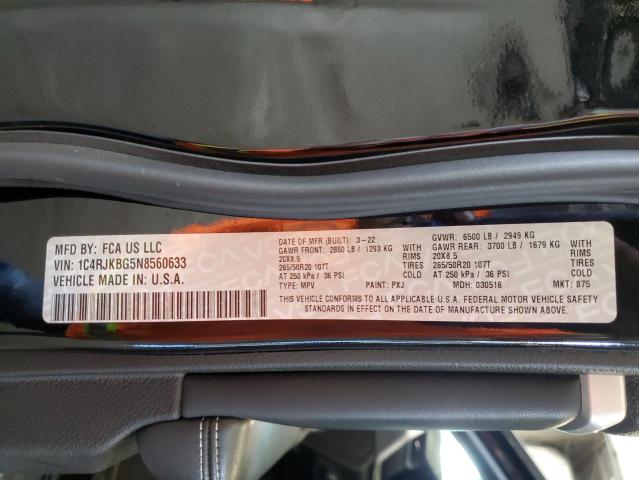 MFD BY: FCA US LLC
VIN: 1C4RJKBG5N8560633
VEHICLE MADE IN: U.S.A.
DATE OF MFR (BUILT): 3-22
GAWR FRONT: 2850 LB / 1293 KG
20X8.5 RIMS
265/50R20 107T TIRES
AT 250 kPa / 36 PSI
TYPE: MPV PAINT: PXJ
GVWR: 6500 LB / 2949 KG
GAWR REAR: 3700 LB / 1679 KG
20X8.5 RIMS
265/50R20 107T TIRES
AT 250 kPa / 36 PSI
MDH: 030516 MKT: 875
THIS VEHICLE CONFORMS TO ALL APPLICABLE U.S.A. FEDERAL MOTOR VEHICLE SAFETY
STANDARDS IN EFFECT ON THE DATE OF MANUFACTURE SHOWN ABOVE.